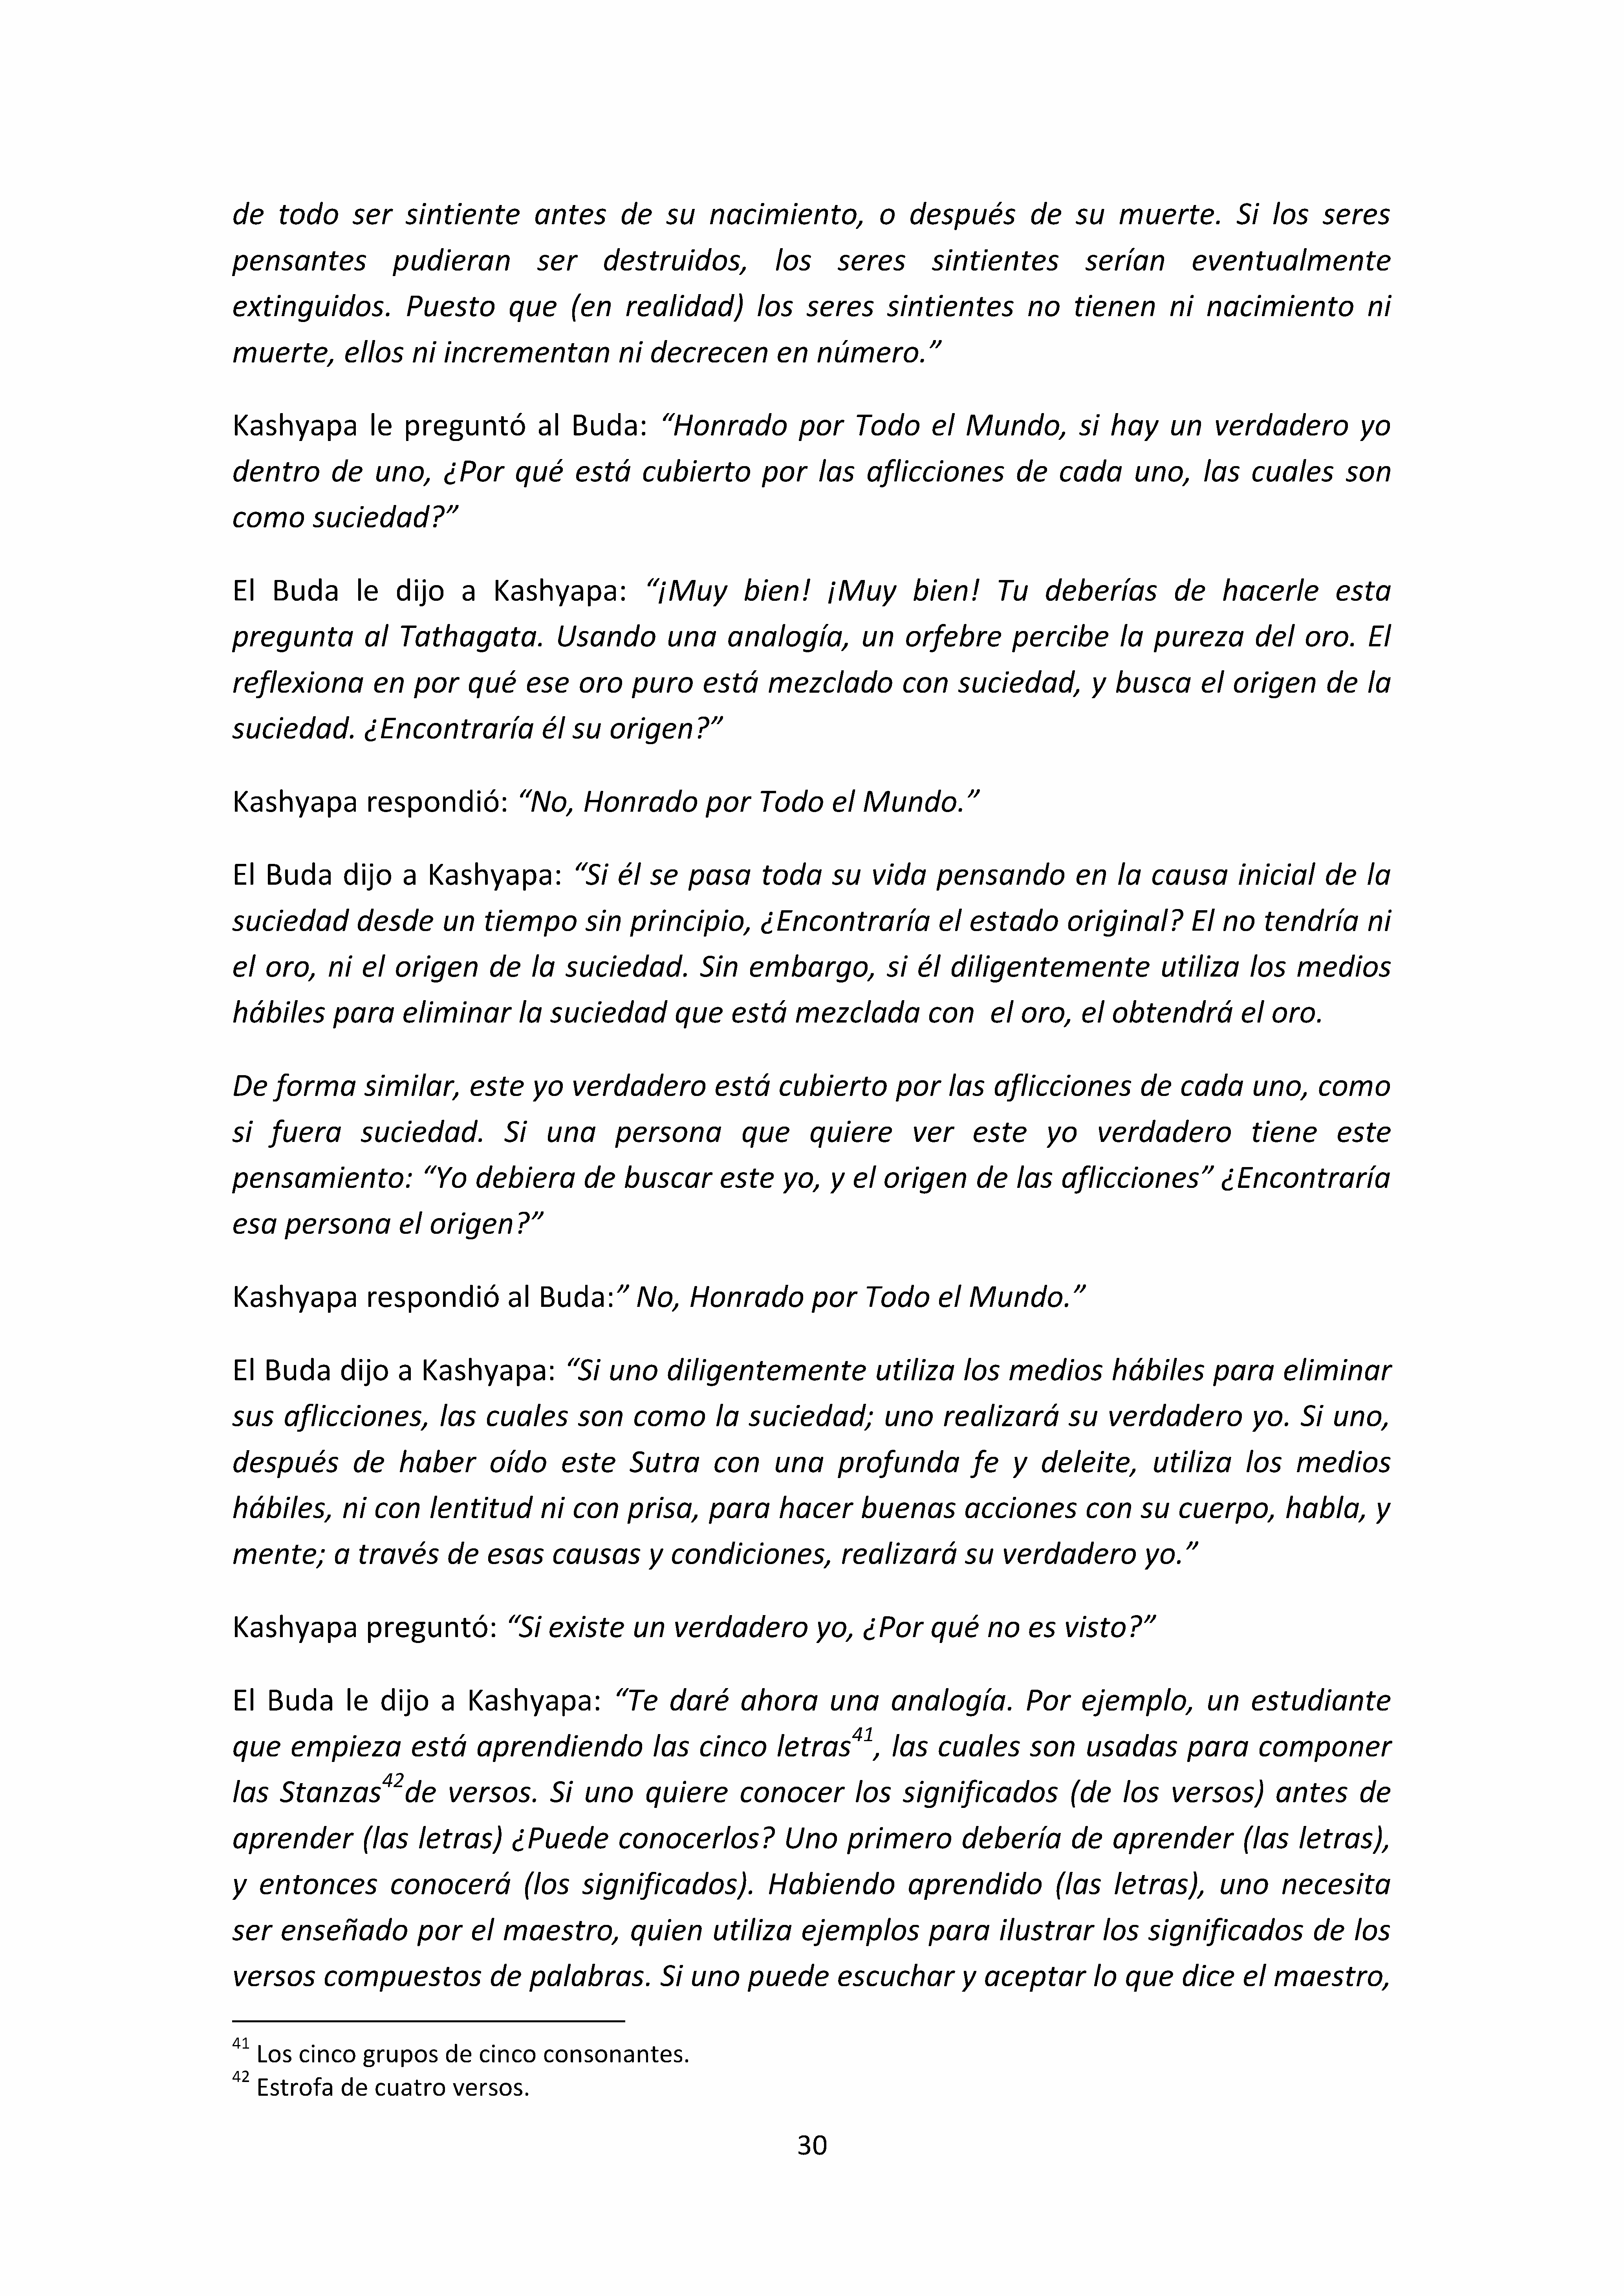 de todo ser sintiente antes de su nacimiento, o después de su muerte. Si los seres
pensantes pudieran ser destruidos, los seres sintientes serían eventualmente
extinguidos. Puesto que (en realidad) los seres sintientes no tienen ni nacimiento ni
muerte, ellos ni incrementan ni decrecen en número.”
Kashyapa le preguntó al Buda: “Honrado por Todo el Mundo, si hay un verdadero yo
dentro de uno, ¿Por qué está cubierto por las aflicciones de cada uno, las cuales son
como suciedad?”
El Buda le dijo a Kashyapa: “¡Muy bien! ¡Muy bien! Tu deberías de hacerle esta
pregunta al Tathagata. Usando una analogía, un orfebre percibe la pureza del oro. El
reflexiona en por qué ese oro puro está mezclado con suciedad, y busca el origen de la
suciedad. ¿Encontraría él su origen?”
Kashyapa respondió: “No, Honrado por Todo el Mundo.”
El Buda dijo a Kashyapa: “Si él se pasa toda su vida pensando en la causa inicial de la
suciedad desde un tiempo sin principio, ¿Encontraría el estado original? El no tendría ni
el oro, ni el origen de la suciedad. Sin embargo, si él diligentemente utiliza los medios
hábiles para eliminar la suciedad que está mezclada con  el oro, el obtendrá el oro.
De forma similar, este yo verdadero está cubierto por las aflicciones de cada uno, como
si fuera suciedad. Si una persona que quiere ver este yo verdadero tiene este
pensamiento: “Yo debiera de buscar este yo, y el origen de las aflicciones” ¿Encontraría
esa persona el origen?”
Kashyapa respondió al Buda:” No, Honrado por Todo el Mundo.”
El Buda dijo a Kashyapa: “Si uno diligentemente utiliza los medios hábiles para eliminar
sus aflicciones, las cuales son como la suciedad; uno realizará su verdadero yo. Si uno,
después de haber oído este Sutra con una profunda fe y deleite, utiliza los medios
hábiles, ni con lentitud ni con prisa, para hacer buenas acciones con su cuerpo, habla, y
mente; a través de esas causas y condiciones, realizará su verdadero yo.”
Kashyapa preguntó: “Si existe un verdadero yo, ¿Por qué no es visto?”
El Buda le dijo a Kashyapa: “Te daré ahora una analogía. Por ejemplo, un estudiante
que empieza está aprendiendo las cinco letras41, las cuales son usadas para componer
las Stanzas42de versos. Si uno quiere conocer los significados (de los versos) antes de
aprender (las letras) ¿Puede conocerlos? Uno primero debería de aprender (las letras),
y entonces conocerá (los significados). Habiendo aprendido (las letras), uno necesita
ser enseñado por el maestro, quien utiliza ejemplos para ilustrar los significados de los
versos compuestos de palabras. Si uno puede escuchar y aceptar lo que dice el maestro,
41 Los cinco grupos de cinco consonantes.
42 Estrofa de cuatro versos.
30